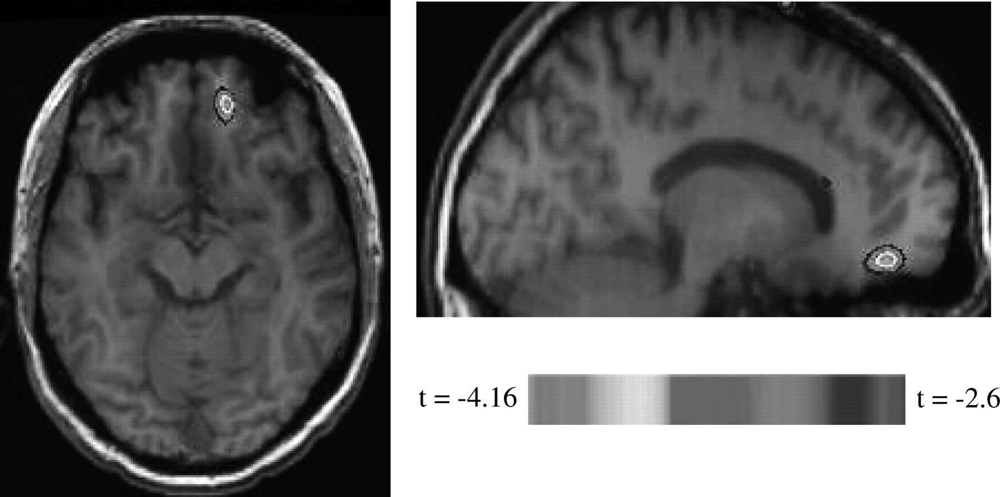 t = -4.16
t = -2.6